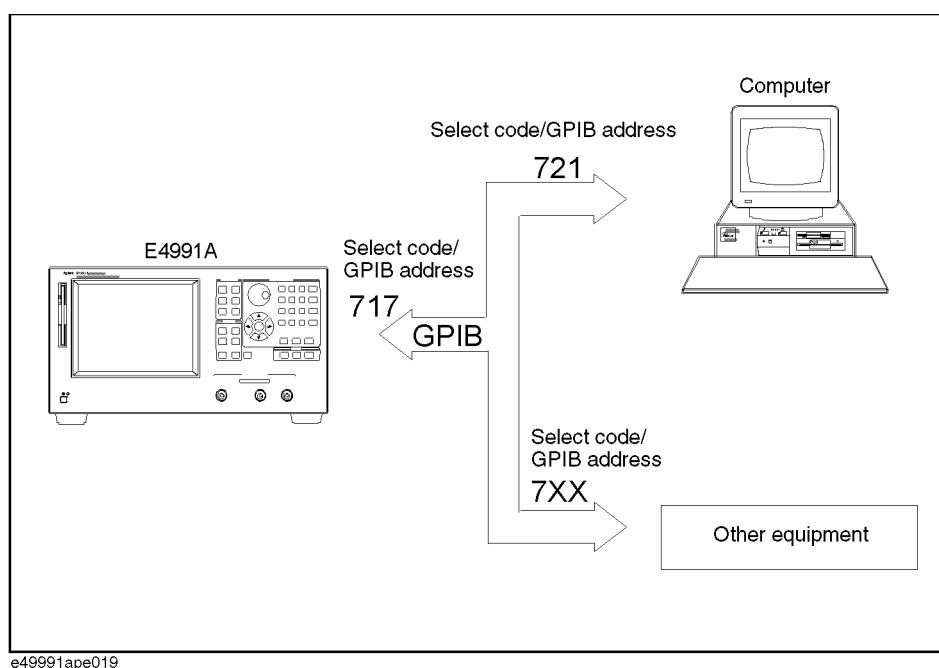 Computer
Select code/GPIB address
721
E4991A
Select code/
GPIB address
717
GPIB
Select code/
GPIB address
7XX
Other equipment
e49991ape019